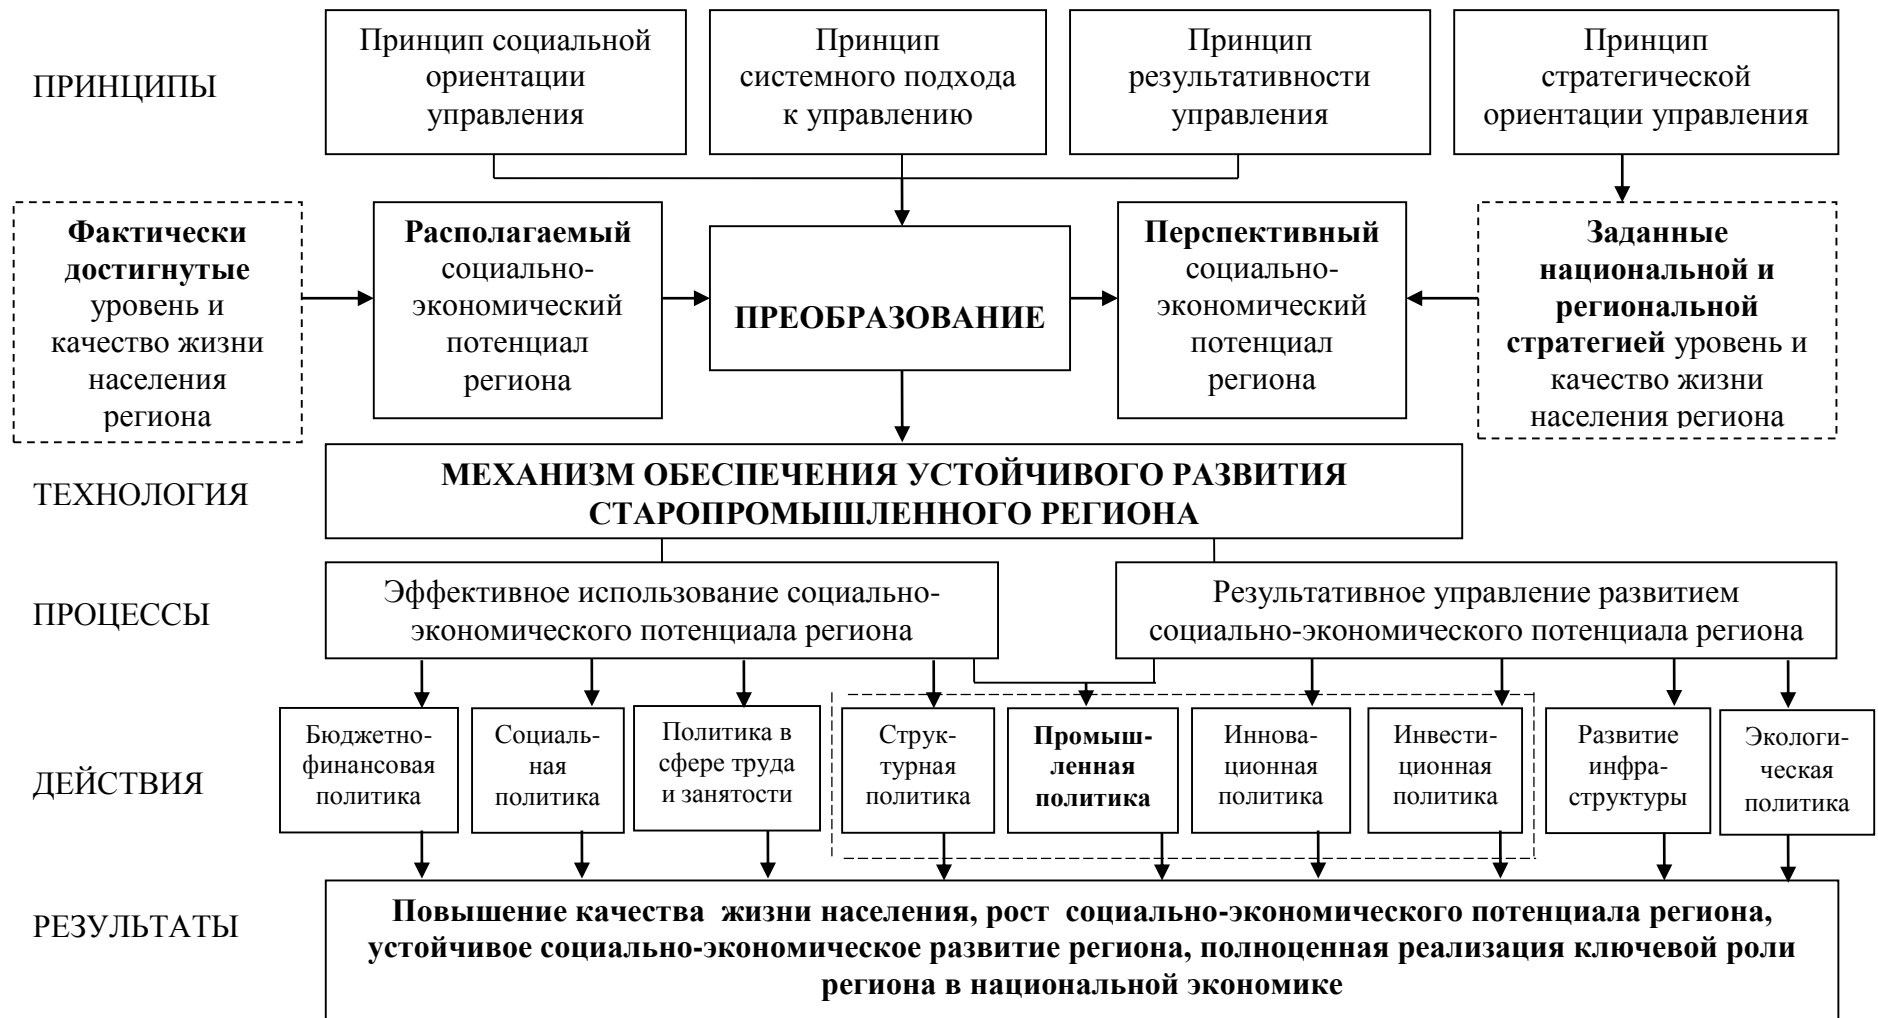 ПРИНЦИПЫ
Принцип социальной
ориентации
управления
Принцип
системного подхода
к управлению
Принцип
результативности
управления
Принцип
стратегической
ориентации управления
Фактически
достигнутые
уровень и
качество жизни
населения
региона
Располагаемый
социально-
экономический
потенциал
региона
ПРЕОБРАЗОВАНИЕ
Перспективный
социально-
экономический
потенциал
региона
Заданные
национальной и
региональной
стратегией уровень и
качество жизни
населения региона
ТЕХНОЛОГИЯ
МЕХАНИЗМ ОБЕСПЕЧЕНИЯ УСТОЙЧИВОГО РАЗВИТИЯ
СТАРОПРОМЫШЛЕННОГО РЕГИОНА
ПРОЦЕССЫ
Эффективное использование социально-
экономического потенциала региона
Результативное управление развитием
социально-экономического потенциала региона
ДЕЙСТВИЯ
Бюджетно-
финансовая
политика
Социаль-
ная
политика
Политика в
сфере труда
и занятости
Струк-
турная
политика
Промыш-
ленная
политика
Иннова-
ционная
политика
Инвести-
ционная
политика
Развитие
инфра-
структуры
Экологи-
ческая
политика
РЕЗУЛЬТАТЫ
Повышение качества жизни населения, рост социально-экономического потенциала региона,
устойчивое социально-экономическое развитие региона, полноценная реализация ключевой роли
региона в национальной экономике